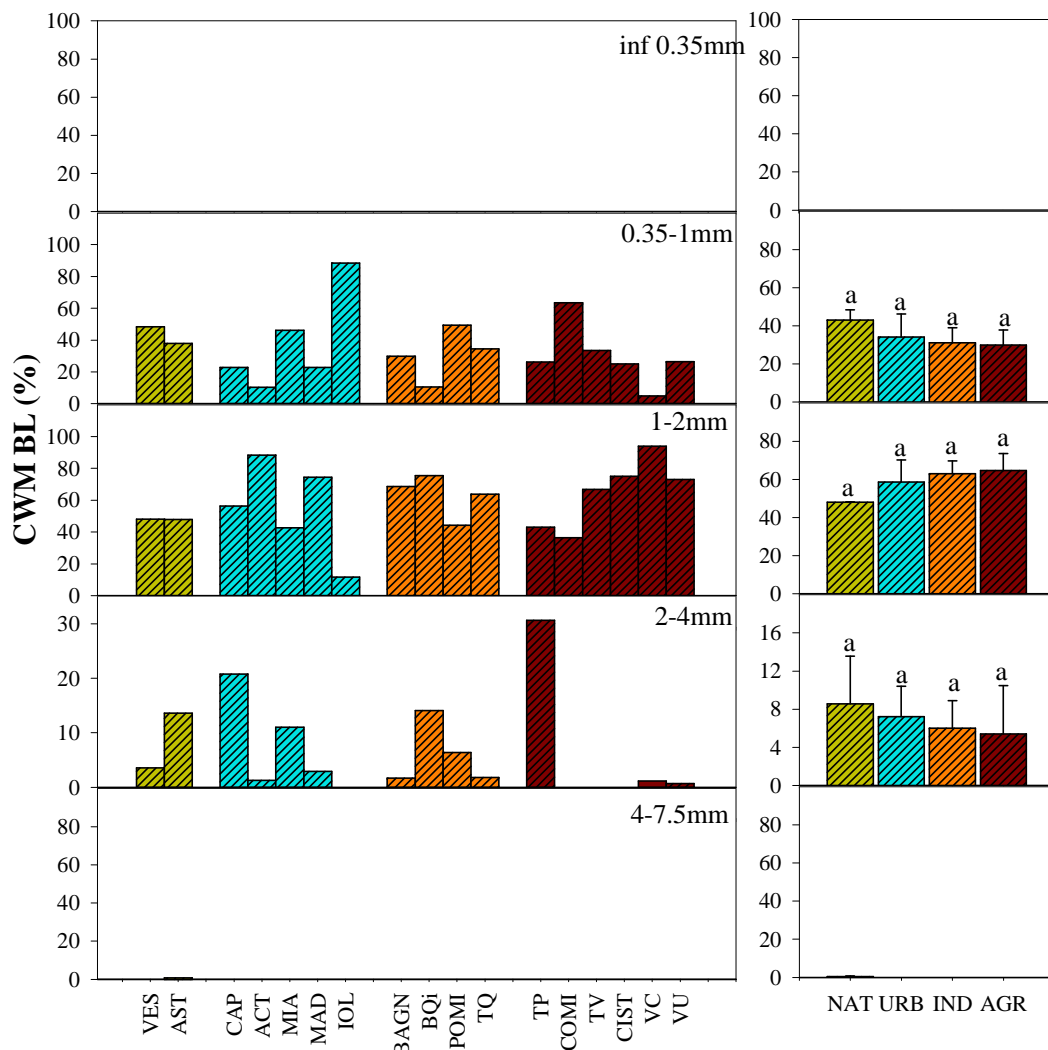 CWM BL (%)
100
80
60
40
20
0
inf 0.35mm
100
80
60
40
20
0
100
80
60
40
20
0
0.35-1mm
60
40
20
0
a
a
a
a
100
80
60
40
20
0
1-2mm
80
60
40
20
0
a
a
a
a
30
20
10
0
2-4mm
16
12
8
4
0
a
a
a
a
80
60
40
20
0
4-7.5mm
80
60
40
20
0
VES
AST
CAP
ACT
MIA
MAD
IOL
BAGN
BQi
POMI
TQ
TP
COMI
TV
CIST
VC
VU
NAT URB IND AGR